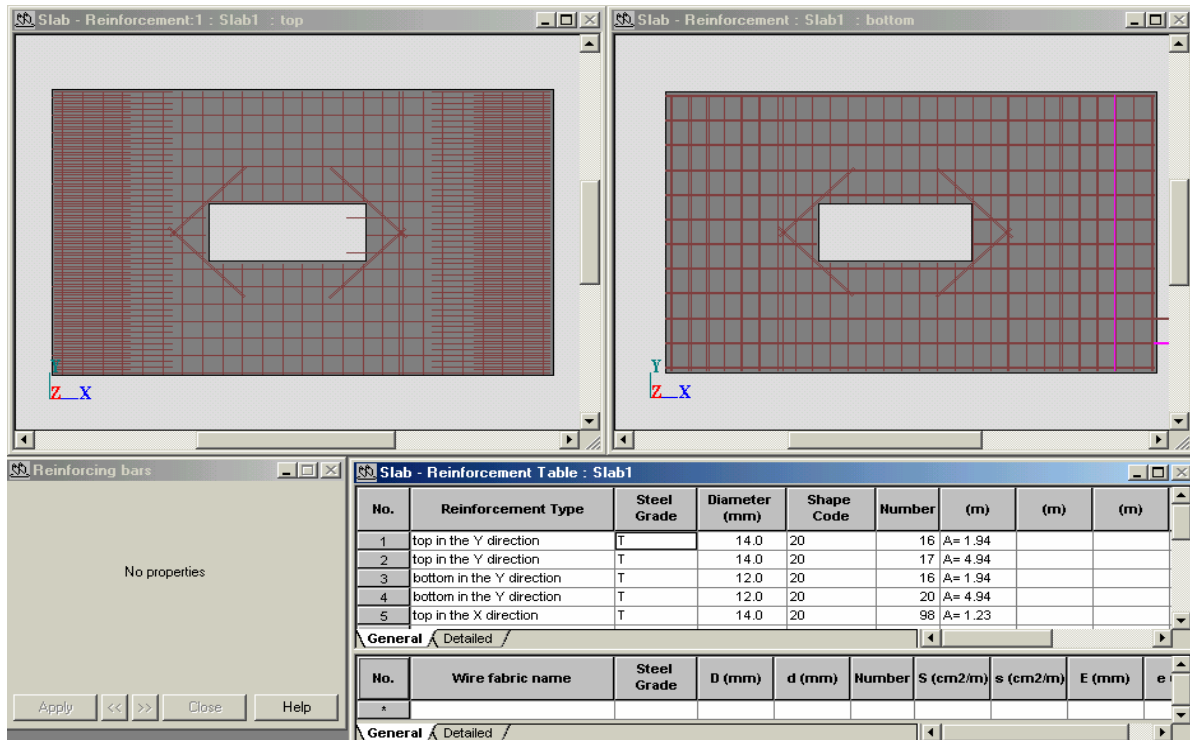 Slab - Reinforcement:1 : Slab1 : top
Y
Z X
Slab - Reinforcement : Slab1 : bottom
Y
Z X
Reinforcing bars
No properties
Apply << >> Close Help
Slab - Reinforcement Table : Slab1
No. Reinforcement Type Steel Grade Diameter (mm) Shape Code Number (m) (m) (m)
1 top in the Y direction T 14.0 20 16 A= 1.94
2 top in the Y direction T 14.0 20 17 A= 4.94
3 bottom in the Y direction T 12.0 20 16 A= 1.94
4 bottom in the Y direction T 12.0 20 20 A= 4.94
5 top in the X direction T 14.0 20 98 A= 1.23
General Detailed
No. Wire fabric name Steel Grade D (mm) d (mm) Number S (cm2/m) s (cm2/m) E (mm) e
*
General Detailed